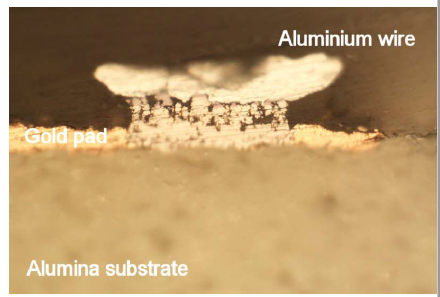 Aluminium wire
Gold pad
Alumina substrate